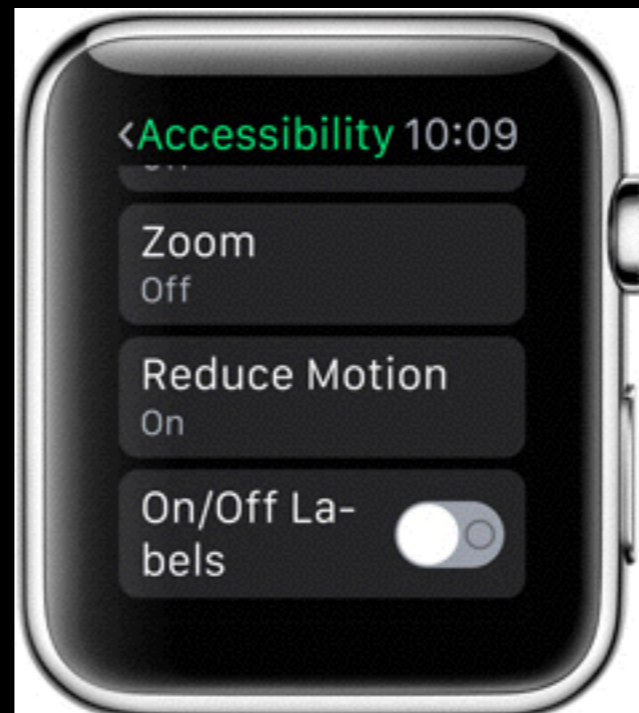 <Accessibility 10:09
Zoom
Off
Reduce Motion
On
On/Off La-
bels